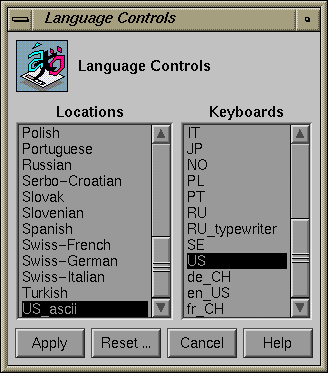 Language Controls
Language Controls
Locations
Polish
Portuguese
Russian
Serbo-Croatian
Slovak
Slovenian
Spanish
Swiss-French
Swiss-German
Swiss-Italian
Turkish
US_ascii
Keyboards
IT
JP
NO
PL
PT
RU
RU_typewriter
SE
US
de_CH
en_US
fr_CH
Apply
Reset ...
Cancel
Help